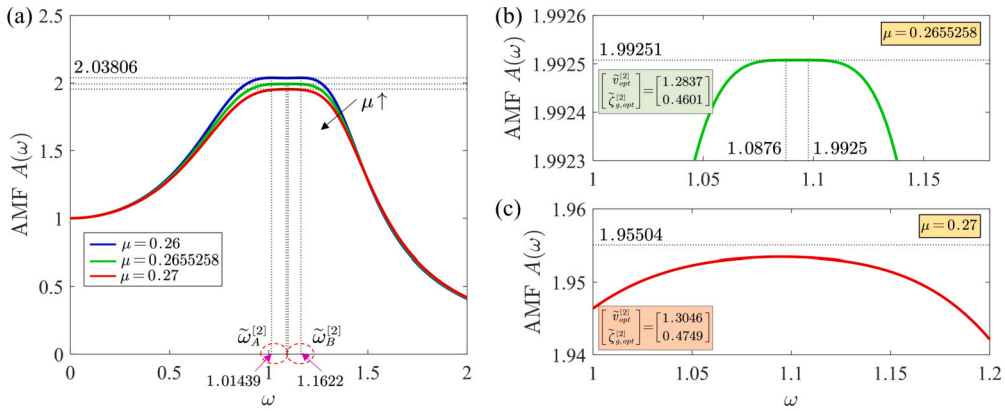 (a)
2.5
2.03806
2
1.5
1
0.5
0
AMF A(ω)
μ↑
μ = 0.26
μ = 0.2655258
μ = 0.27
ω̃_A^[2]
ω̃_B^[2]
1.01439
1.1622
0
0.5
1
1.5
2
ω
(b)
1.9926
1.9925
1.9924
1.9923
AMF A(ω)
μ = 0.2655258
1.99251
[ṽ_opt^[2] ζ̃_g,opt^[2]] = [1.2837 0.4601]
1.0876
1.9925
1
1.05
1.1
1.15
(c)
1.96
1.95
1.94
AMF A(ω)
μ = 0.27
1.95504
[ṽ_opt^[2] ζ̃_g,opt^[2]] = [1.3046 0.4749]
1
1.05
1.1
1.15
1.2
ω